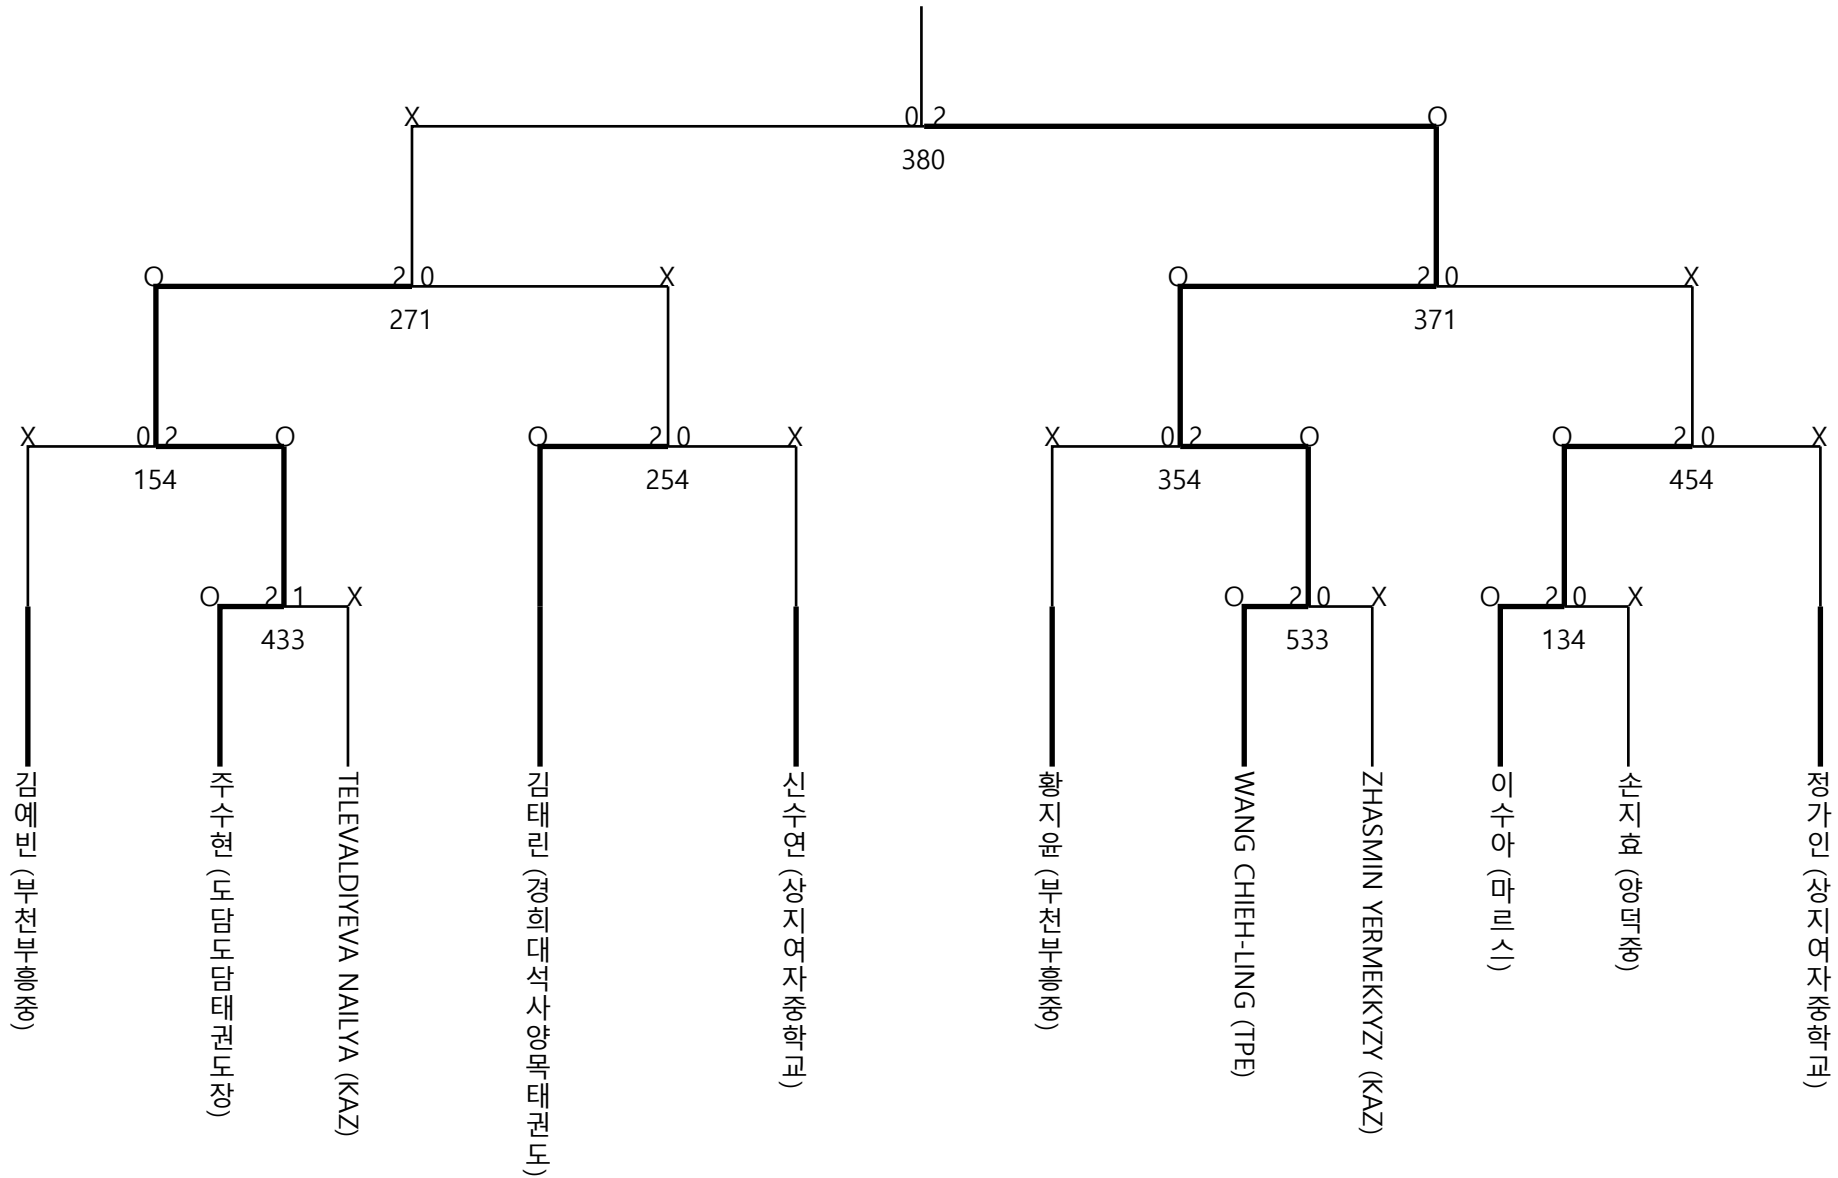 X 0 2 O
380
O 2 0 X O 2 0 X
271 371
X 0 2 O O 2 0 X X 0 2 O O 2 0 X
154 254 354 454
O 2 1 X O 2 0 X O 2 0 X
433 533 134
김예빈 (부천부흥중)
주수현 (도담도담태권도장)
TELEVALDIYEVA NAILYA (KAZ)
김태린 (경희대석사양목태권도)
신수연 (상지여자중학교)
황지윤 (부천부흥중)
WANG CHIEH-LING (TPE)
ZHASMIN YERMEKKYZY (KAZ)
이수아 (마르스)
손지효 (양덕중)
정가인 (상지여자중학교)